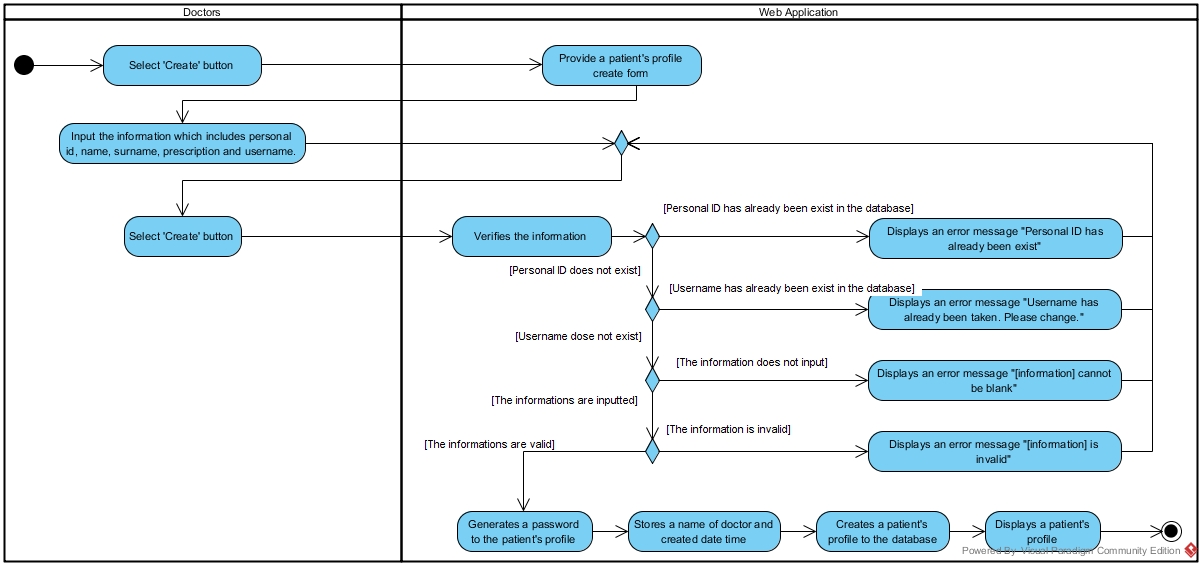 Doctors
Web Application
Select 'Create' button
Provide a patient's profile
create form
Input the information which includes personal
id, name, surname, prescription and username.
Select 'Create' button
Verifies the information
[Personal ID has already been exist in the database]
Displays an error message "Personal ID has
already been exist"
[Personal ID does not exist]
[Username has already been exist in the database]
Displays an error message "Username has
already been taken. Please change."
[Username dose not exist]
[The information does not input]
Displays an error message "[information] cannot
be blank"
[The informations are inputted]
[The information is invalid]
[The informations are valid]
Displays an error message "[information] is
invalid"
Generates a password
to the patient's profile
Stores a name of doctor and
created date time
Creates a patient's
profile to the database
Displays a patient's
profile
Powered By Visual Paradigm Community Edition